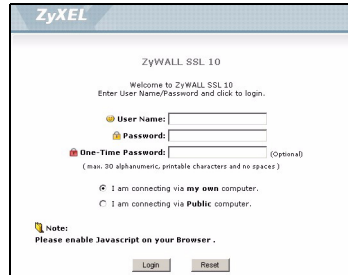 ZyXEL
ZyWALL SSL 10
Welcome to ZyWALL SSL 10
Enter User Name/Password and click to login.
User Name:
Password:
One-Time Password: (Optional)
( max. 30 alphanumeric, printable characters and no spaces )
I am connecting via my own computer.
I am connecting via Public computer.
Note:
Please enable Javascript on your Browser .
Login Reset